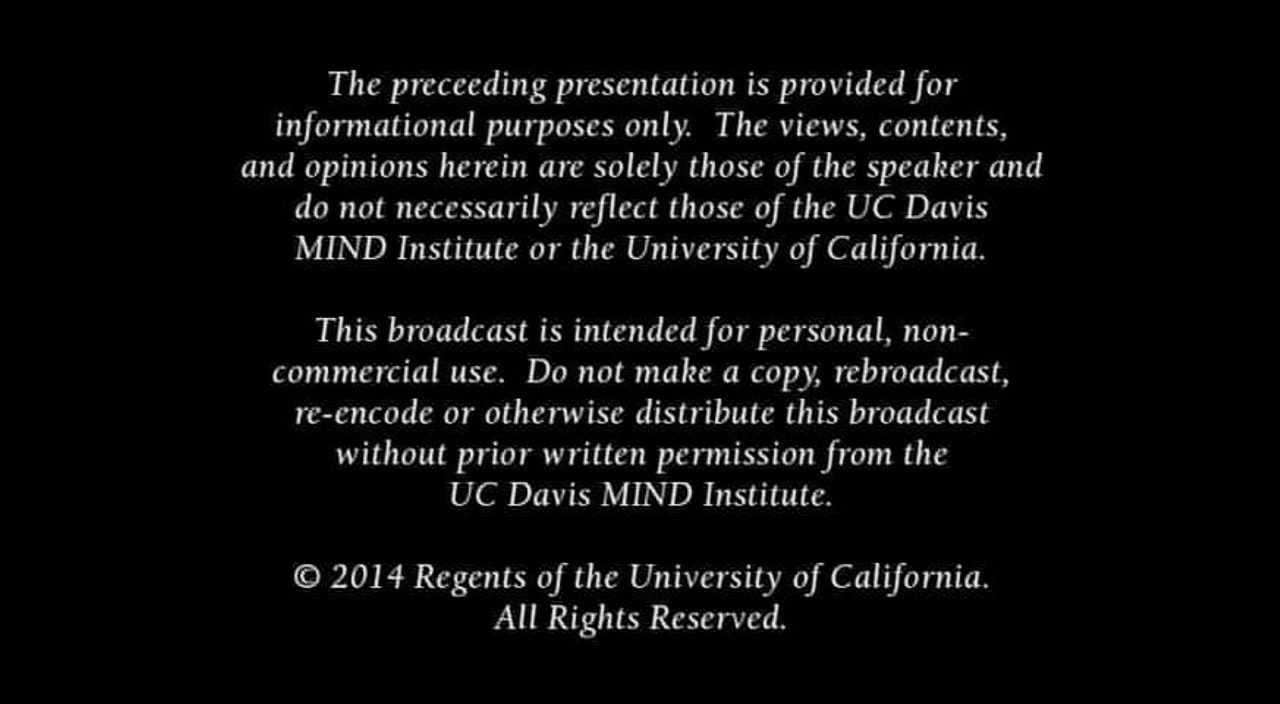 The preceeding presentation is provided for
informational purposes only.  The views, contents,
and opinions herein are solely those of the speaker and
do not necessarily reflect those of the UC Davis
MIND Institute or the University of California.
This broadcast is intended for personal, non-
commercial use.  Do not make a copy, rebroadcast,
re-encode or otherwise distribute this broadcast
without prior written permission from the
UC Davis MIND Institute.
© 2014 Regents of the University of California.
All Rights Reserved.